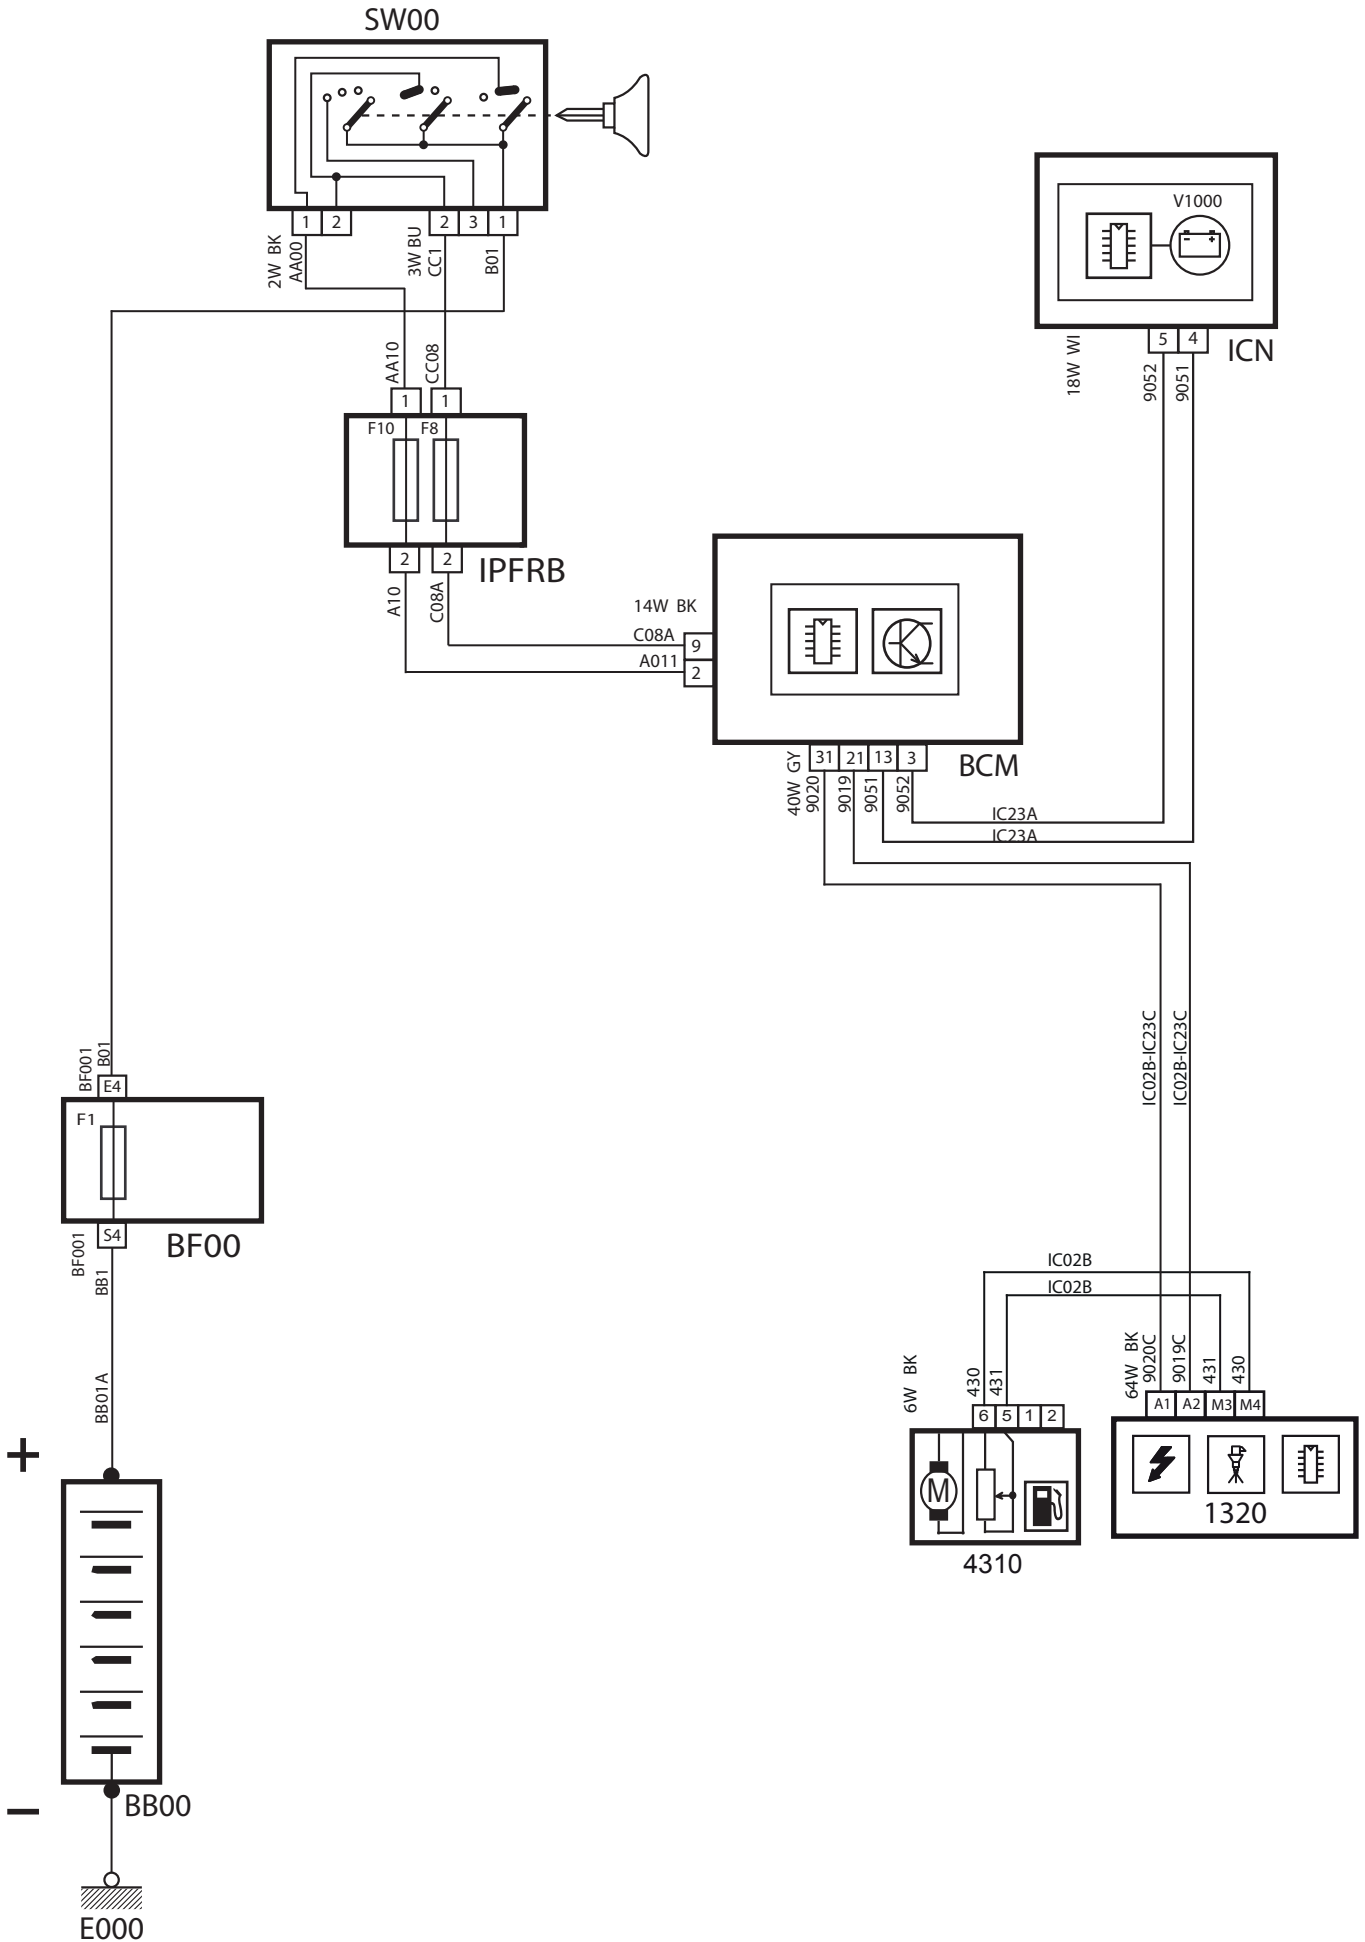 SW00
1 2 2 3 1
2W BK
AA00
3W BU
CC1
B01
V1000
5 4
ICN
18W WI
9052
9051
AA10
CC08
1 1
F10 F8
2 2
IPFRB
A10
C08A
14W BK
C08A
9
A011
2
31 21 13 3
BCM
40W GY
9020
9019
9051
9052
IC23A
IC23A
IC02B-IC23C
IC02B-IC23C
BF001
B01
E4
F1
S4
BF00
BF001
BB1
BB01A
+
–
BB00
E000
IC02B
IC02B
6W BK
430
431
6 5 1 2
M
4310
64W BK
9020C
9019C
431
430
A1 A2 M3 M4
1320